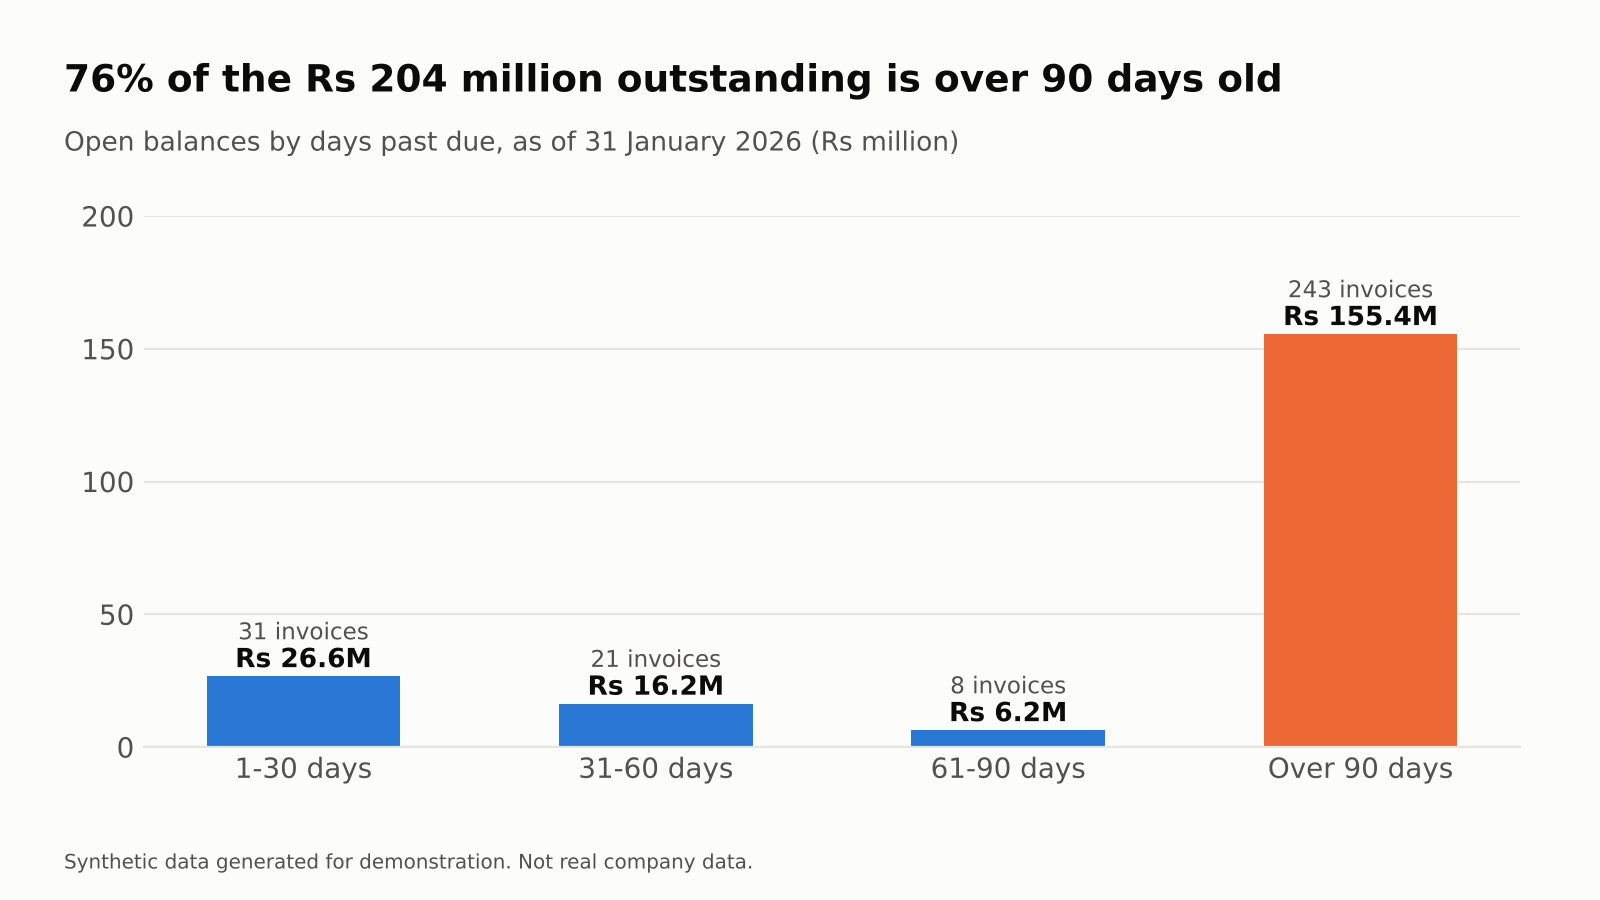 76% of the Rs 204 million outstanding is over 90 days old
Open balances by days past due, as of 31 January 2026 (Rs million)
200
150
100
50
0
31 invoices
Rs 26.6M
21 invoices
Rs 16.2M
8 invoices
Rs 6.2M
243 invoices
Rs 155.4M
1-30 days
31-60 days
61-90 days
Over 90 days
Synthetic data generated for demonstration. Not real company data.